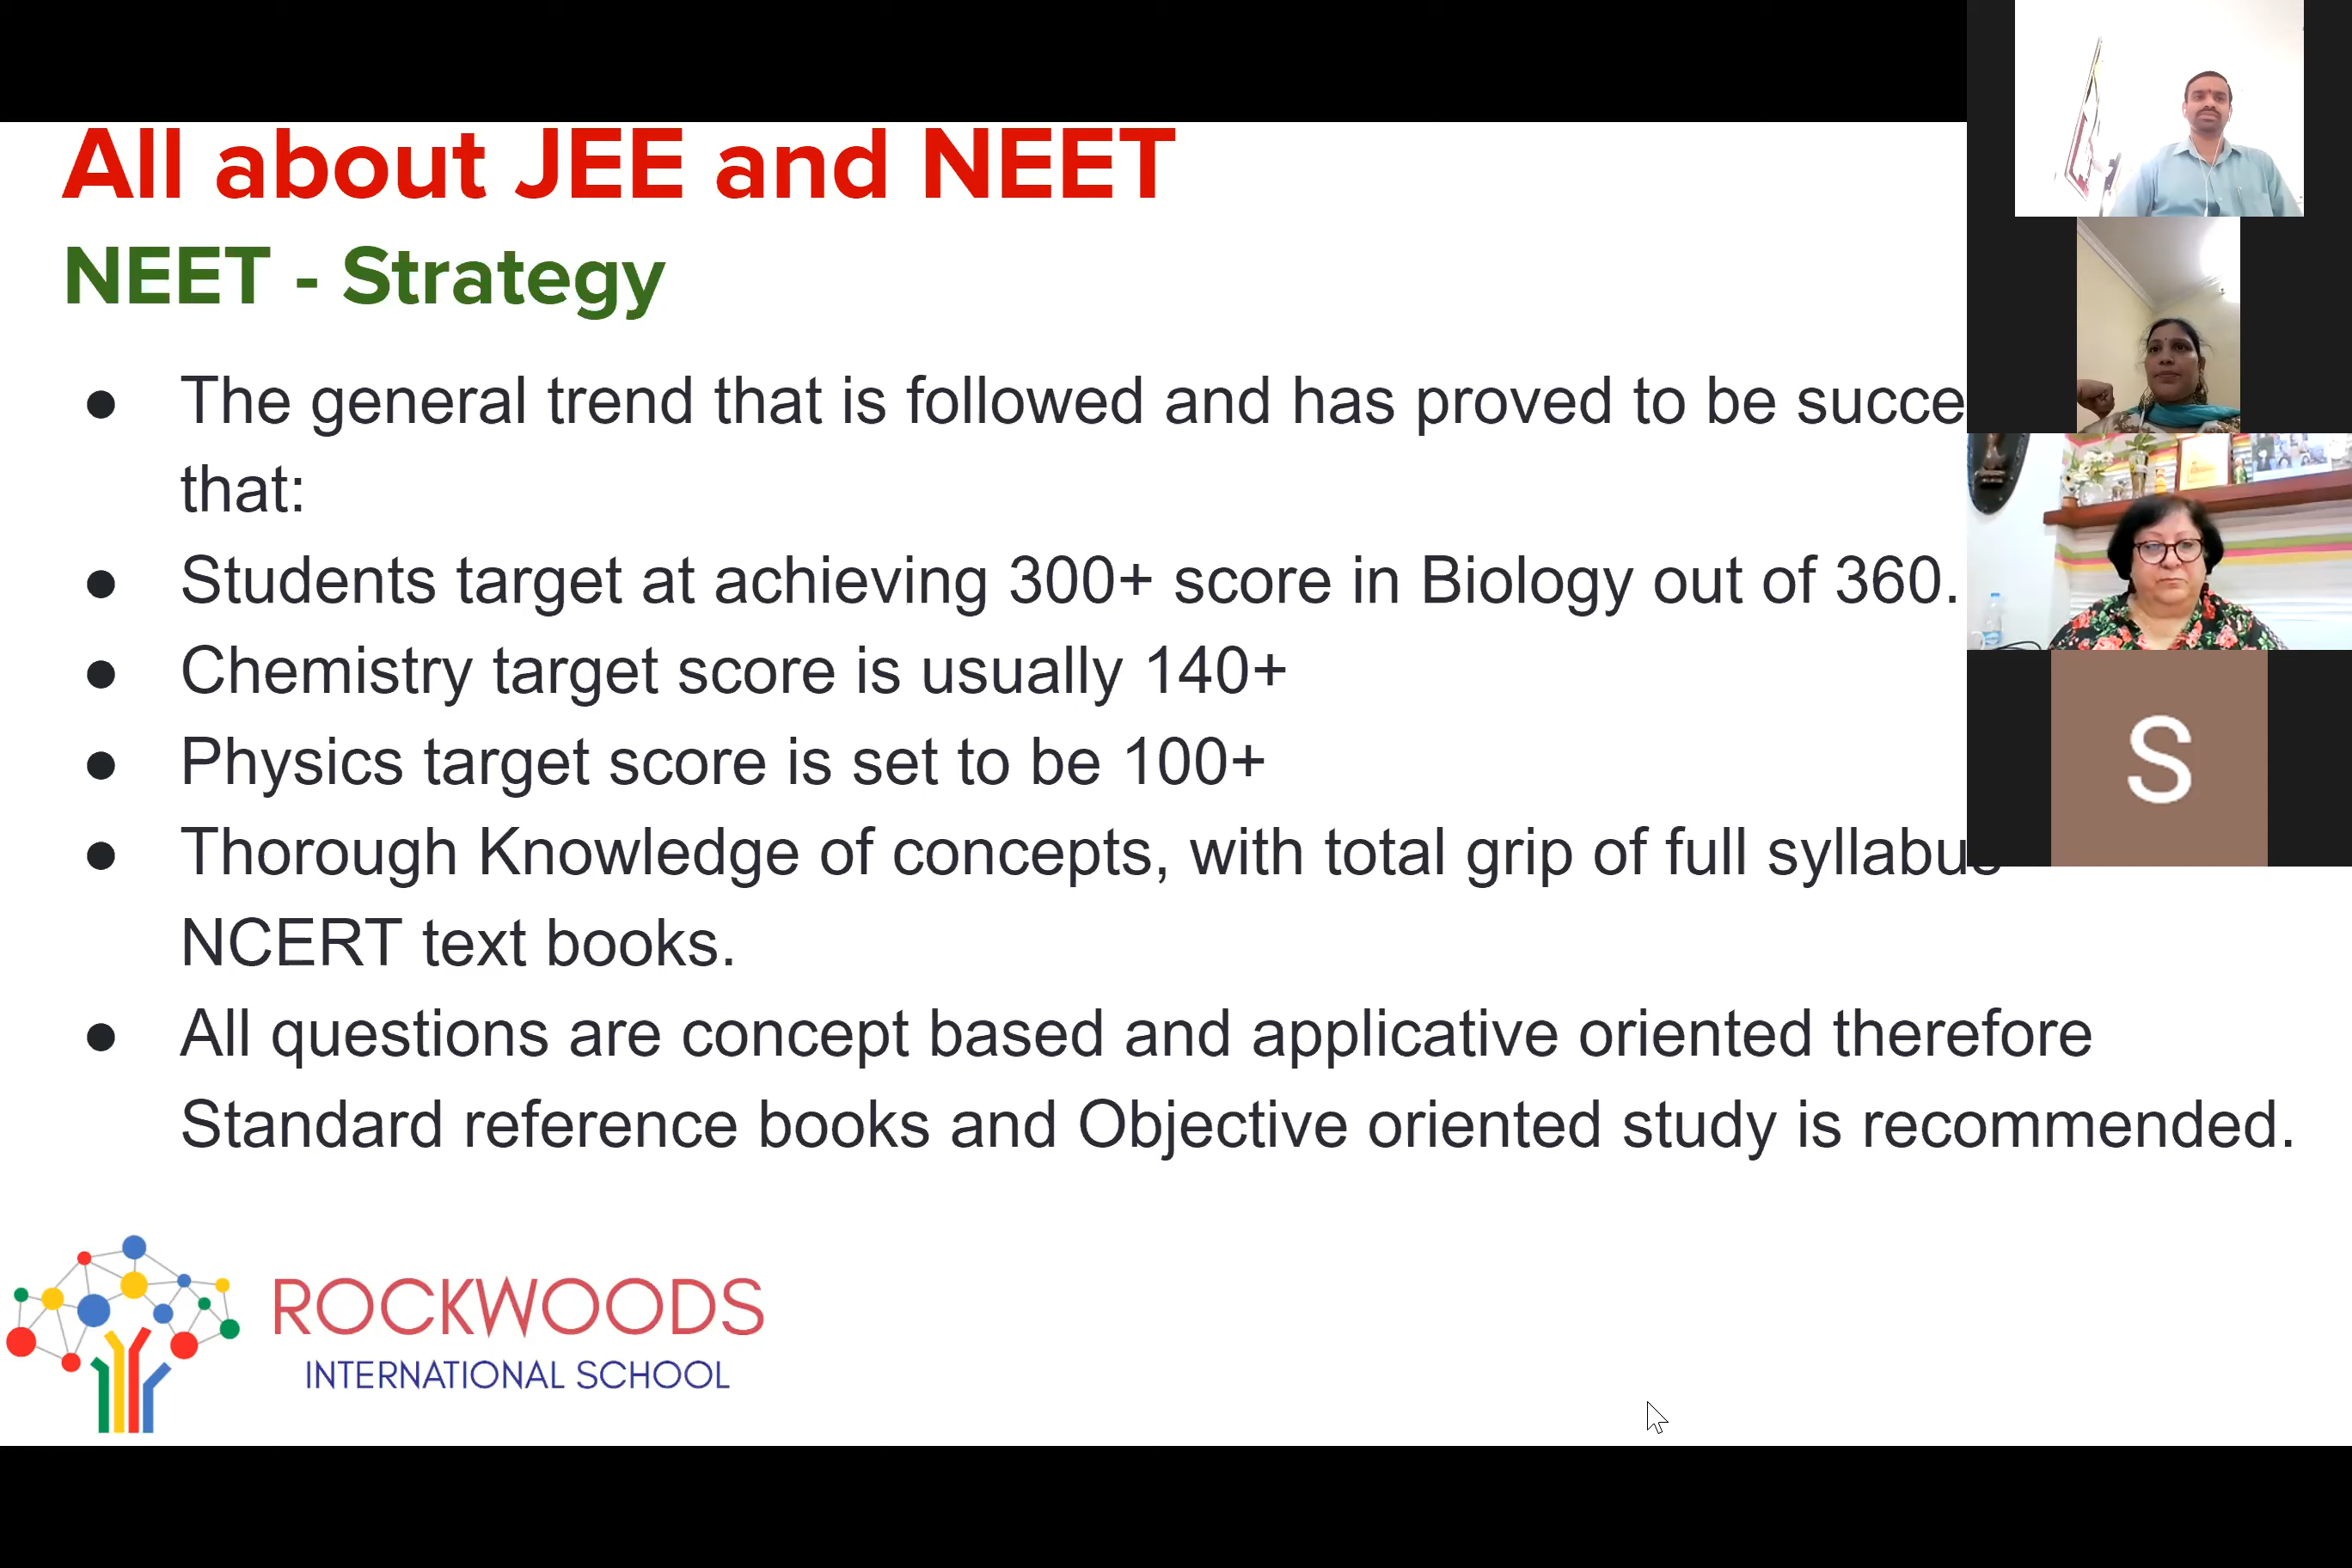 All about JEE and NEET
NEET - Strategy
● The general trend that is followed and has proved to be
that:
● Students target at achieving 300+ score in Biology out of 360.
● Chemistry target score is usually 140+
● Physics target score is set to be 100+
● Thorough Knowledge of concepts, with total grip of full syllabus
NCERT text books.
● All questions are concept based and applicative oriented therefore
Standard reference books and Objective oriented study is recommended.
ROCKWOODS
INTERNATIONAL SCHOOL
S